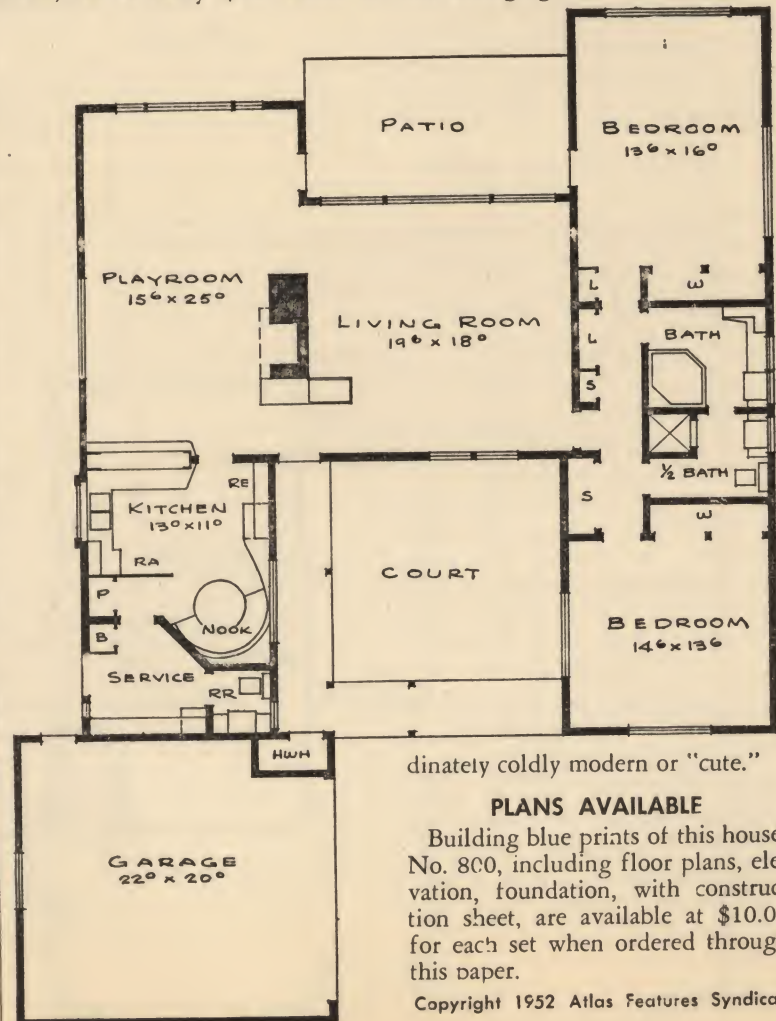 PATIO
BEDROOM
13⁶ x 16⁰
PLAYROOM
15⁶ x 25⁰
LIVING ROOM
19⁶ x 18⁰
L
W
L
BATH
S
½ BATH
RE
KITCHEN
13⁰ x 11⁰
S
W
RA
COURT
P
NOOK
B
BEDROOM
14⁶ x 13⁶
SERVICE
RR
HWH
GARAGE
22⁰ x 20⁰
dinately coldly modern or "cute."
PLANS AVAILABLE
Building blue prints of this house
No. 800, including floor plans, ele
vation, foundation, with construc
tion sheet, are available at $10.0
for each set when ordered throug
this paper.
Copyright 1952 Atlas Features Syndica